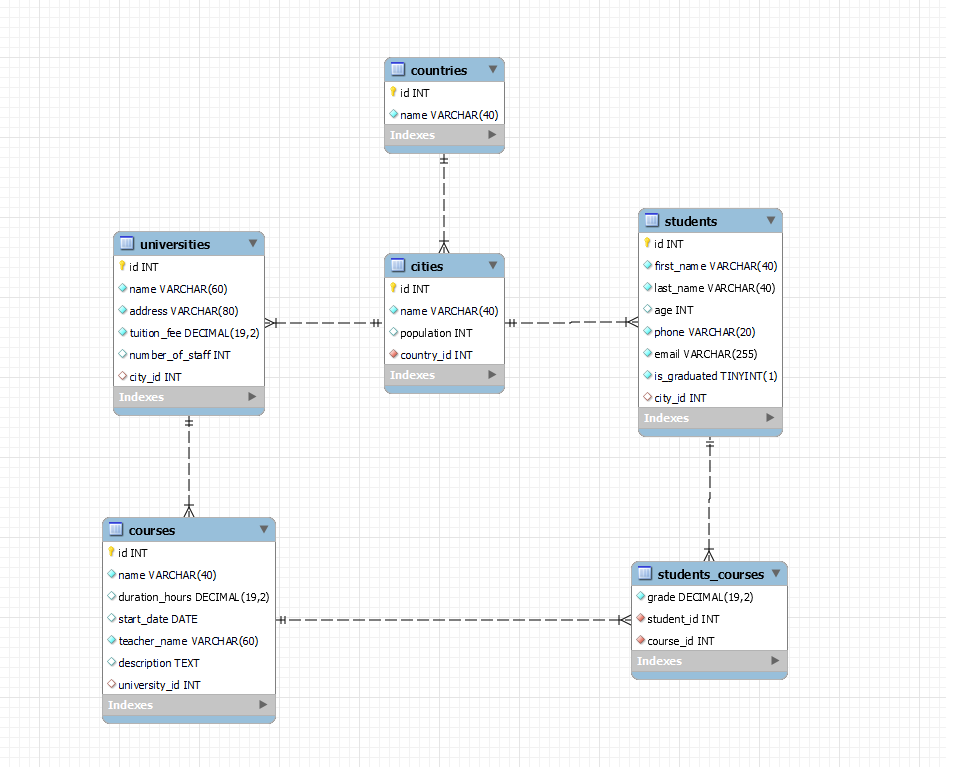 countries
id INT
name VARCHAR(40)
Indexes
universities
id INT
name VARCHAR(60)
address VARCHAR(80)
tuition_fee DECIMAL(19,2)
number_of_staff INT
city_id INT
Indexes
cities
id INT
name VARCHAR(40)
population INT
country_id INT
Indexes
students
id INT
first_name VARCHAR(40)
last_name VARCHAR(40)
age INT
phone VARCHAR(20)
email VARCHAR(255)
is_graduated TINYINT(1)
city_id INT
Indexes
courses
id INT
name VARCHAR(40)
duration_hours DECIMAL(19,2)
start_date DATE
teacher_name VARCHAR(60)
description TEXT
university_id INT
Indexes
students_courses
grade DECIMAL(19,2)
student_id INT
course_id INT
Indexes